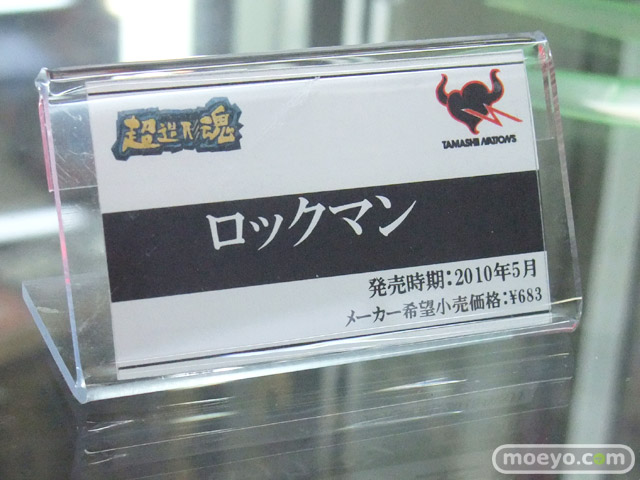 超造形魂
TAMASHII NATIONS
ロックマン
発売時期:2010年5月
メーカー希望小売価格:¥683
moeyo.com